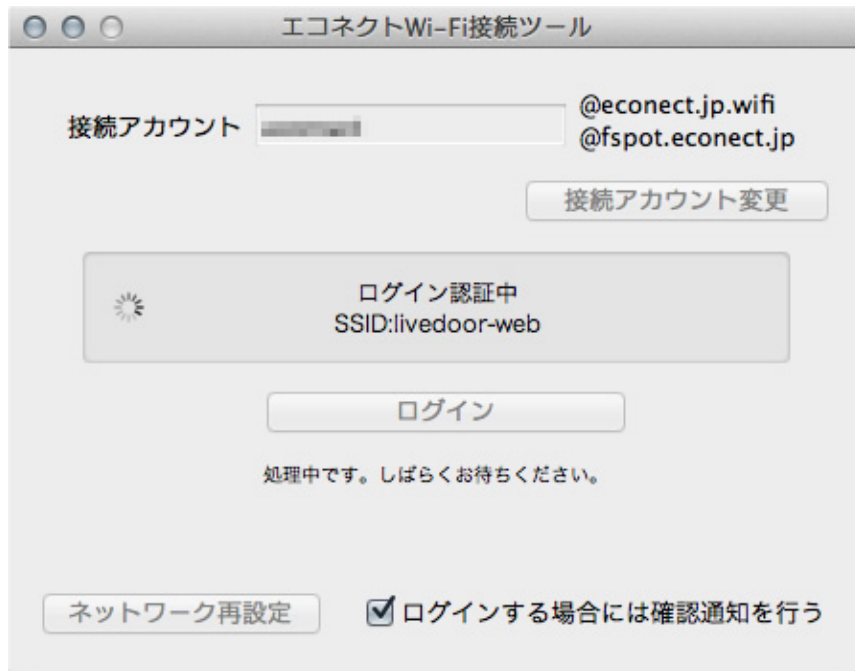 エコネクトWi-Fi接続ツール
接続アカウント
@econect.jp.wifi
@fspot.econect.jp
接続アカウント変更
ログイン認証中
SSID:livedoor-web
ログイン
処理中です。しばらくお待ちください。
ネットワーク再設定
ログインする場合には確認通知を行う